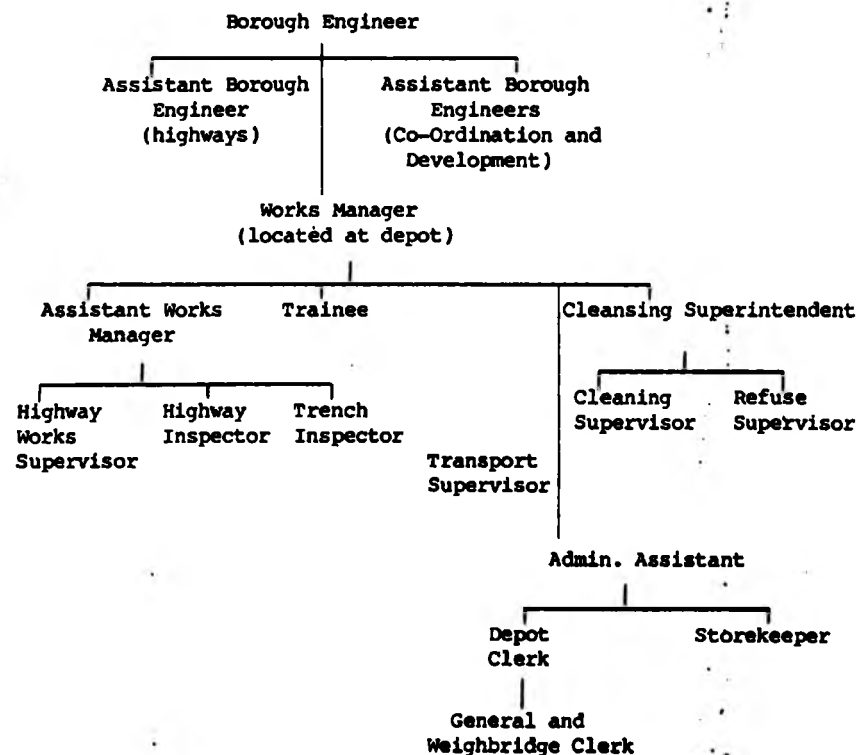 Borough Engineer
Assistant Borough
Engineer
(highways)
Assistant Borough
Engineers
(Co-Ordination and
Development)
Works Manager
(located at depot)
Assistant Works
Manager
Trainee
Cleansing Superintendent
Highway
Works
Supervisor
Highway
Inspector
Trench
Inspector
Cleaning
Supervisor
Refuse
Supervisor
Transport
Supervisor
Admin. Assistant
Depot
Clerk
Storekeeper
General and
Weighbridge Clerk